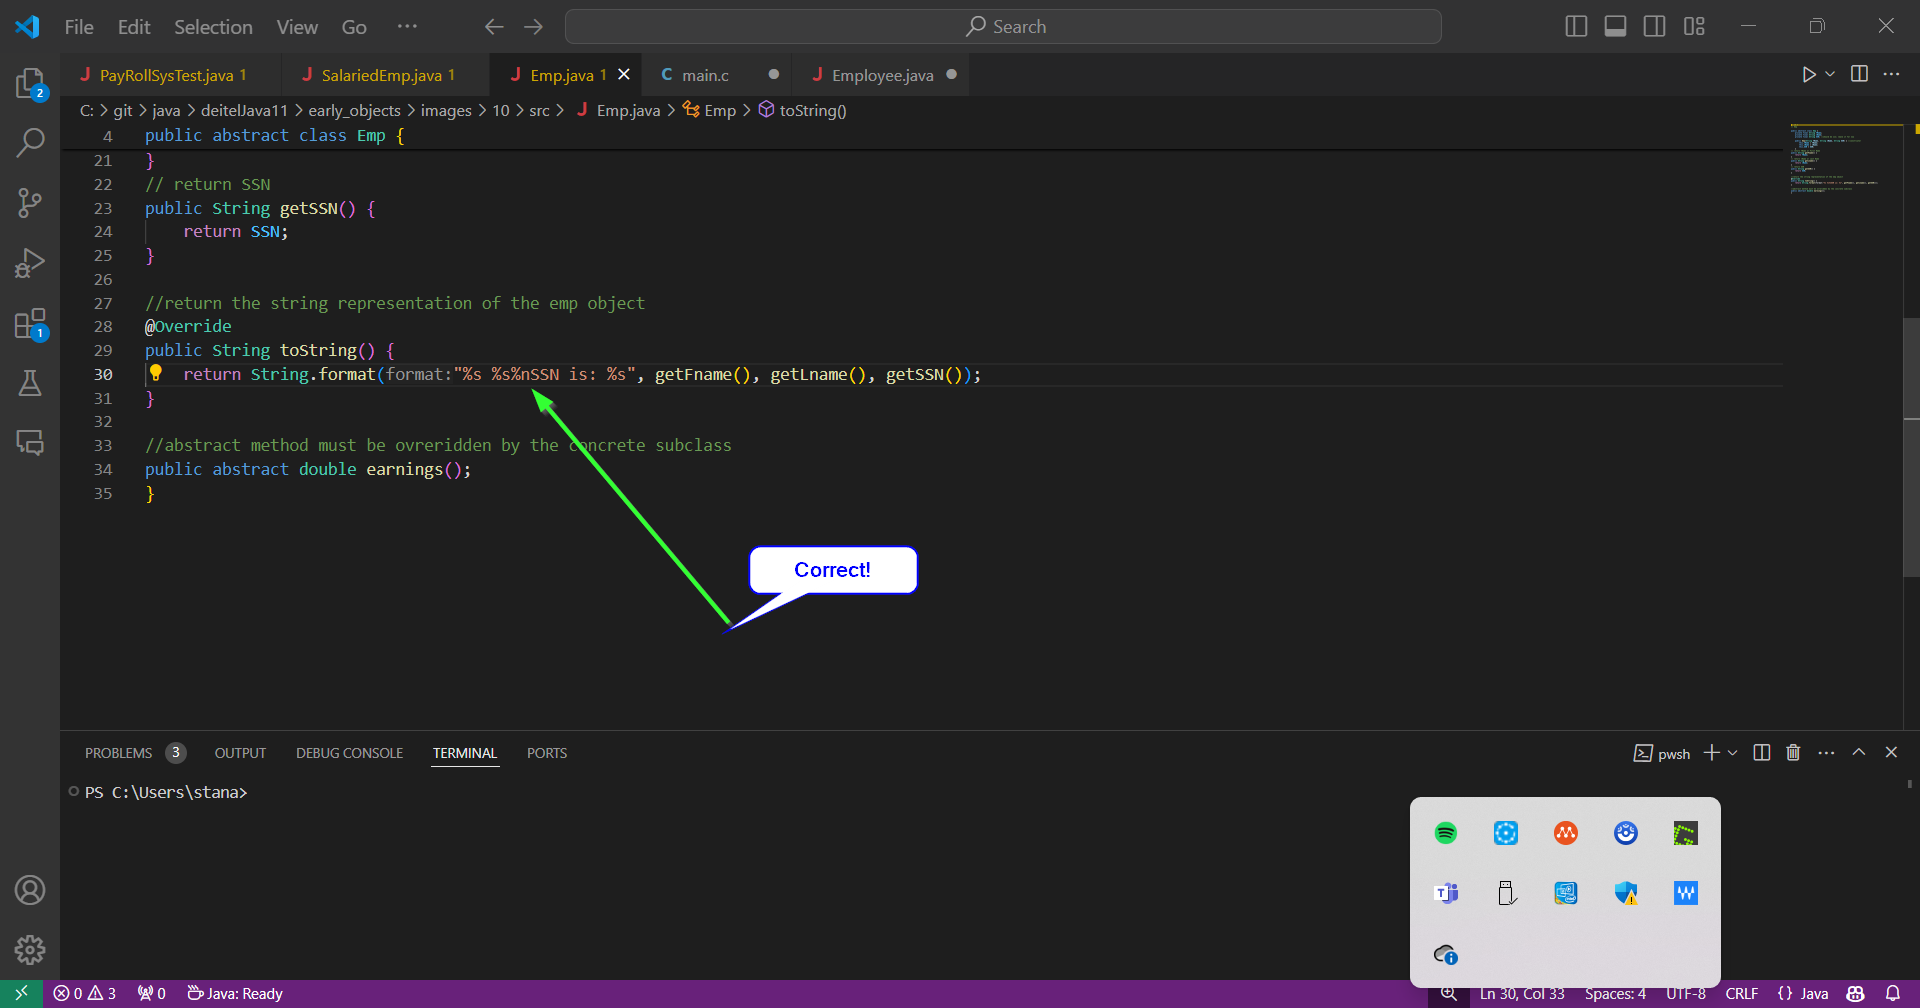 File Edit Selection View Go ··· Search
PayRollSysTest.java 1 SalariedEmp.java 1 Emp.java 1 main.c Employee.java
C: > git > java > deitelJava11 > early_objects > images > 10 > src > Emp.java > Emp > toString()
4 public abstract class Emp {
21 }
22 // return SSN
23 public String getSSN() {
24 return SSN;
25 }
26
27 //return the string representation of the emp object
28 @Override
29 public String toString() {
30 return String.format(format:"%s %s%nSSN is: %s", getFname(), getLname(), getSSN());
31 }
32
33 //abstract method must be ovreridden by the concrete subclass
34 public abstract double earnings();
35 }
Correct!
2
1
PROBLEMS 3 OUTPUT DEBUG CONSOLE TERMINAL PORTS pwsh
PS C:\Users\stana>
0 3 0 Java: Ready Ln 30, Col 33 Spaces: 4 UTF-8 CRLF {} Java